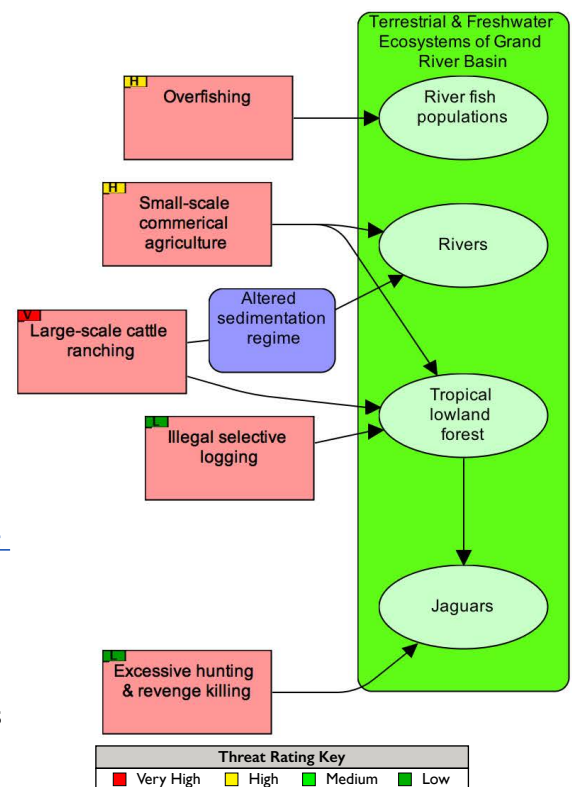 Terrestrial & Freshwater
Ecosystems of Grand
River Basin
H
Overfishing
River fish
populations
H
Small-scale
commerical
agriculture
Rivers
Altered
sedimentation
regime
V
Large-scale cattle
ranching
Tropical
lowland
forest
L
Illegal selective
logging
Jaguars
L
Excessive hunting
& revenge killing
Threat Rating Key
Very High High Medium Low